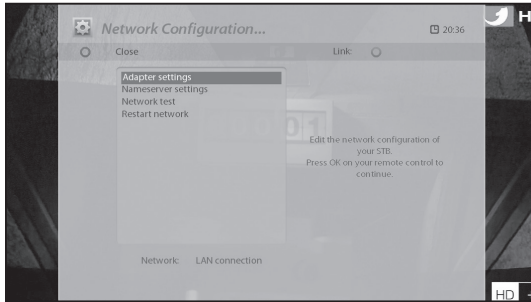 Network Configuration...
20:36
H
Close
Link:
Adapter settings
Nameserver settings
Network test
Restart network
Edit the network configuration of
your STB.
Press OK on your remote control to
continue.
Network: LAN connection
HD